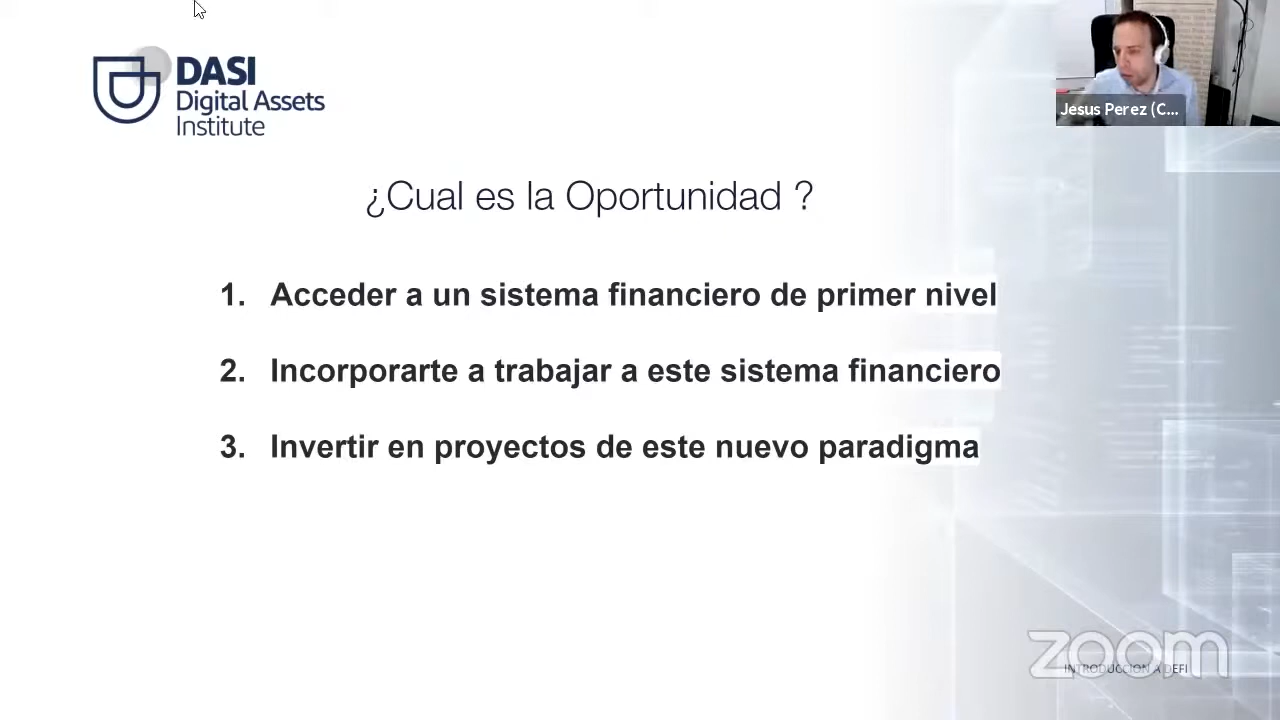 DASI
Digital Assets
Institute
Jesus Perez (C...
¿Cual es la Oportunidad ?
1. Acceder a un sistema financiero de primer nivel
2. Incorporarte a trabajar a este sistema financiero
3. Invertir en proyectos de este nuevo paradigma
zoom
INTRODUCCION A DEFI